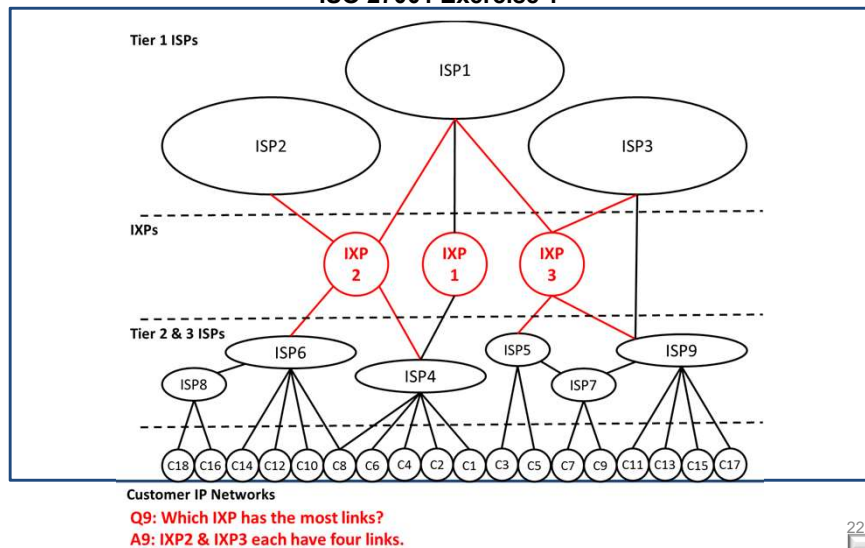 Tier 1 ISPs
ISP1
ISP2
ISP3
IXPs
IXP
2
IXP
1
IXP
3
Tier 2 & 3 ISPs
ISP6
ISP5
ISP9
ISP8
ISP4
ISP7
C18 C16 C14 C12 C10 C8 C6 C4 C2 C1 C3 C5 C7 C9 C11 C13 C15 C17
Customer IP Networks
Q9: Which IXP has the most links?
A9: IXP2 & IXP3 each have four links.
22